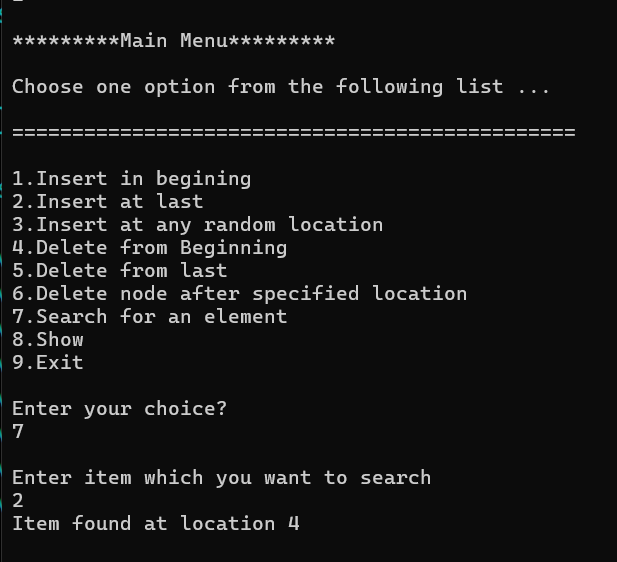 *********Main Menu*********
Choose one option from the following list ...
===============================================
1.Insert in begining
2.Insert at last
3.Insert at any random location
4.Delete from Beginning
5.Delete from last
6.Delete node after specified location
7.Search for an element
8.Show
9.Exit
Enter your choice?
7
Enter item which you want to search
2
Item found at location 4